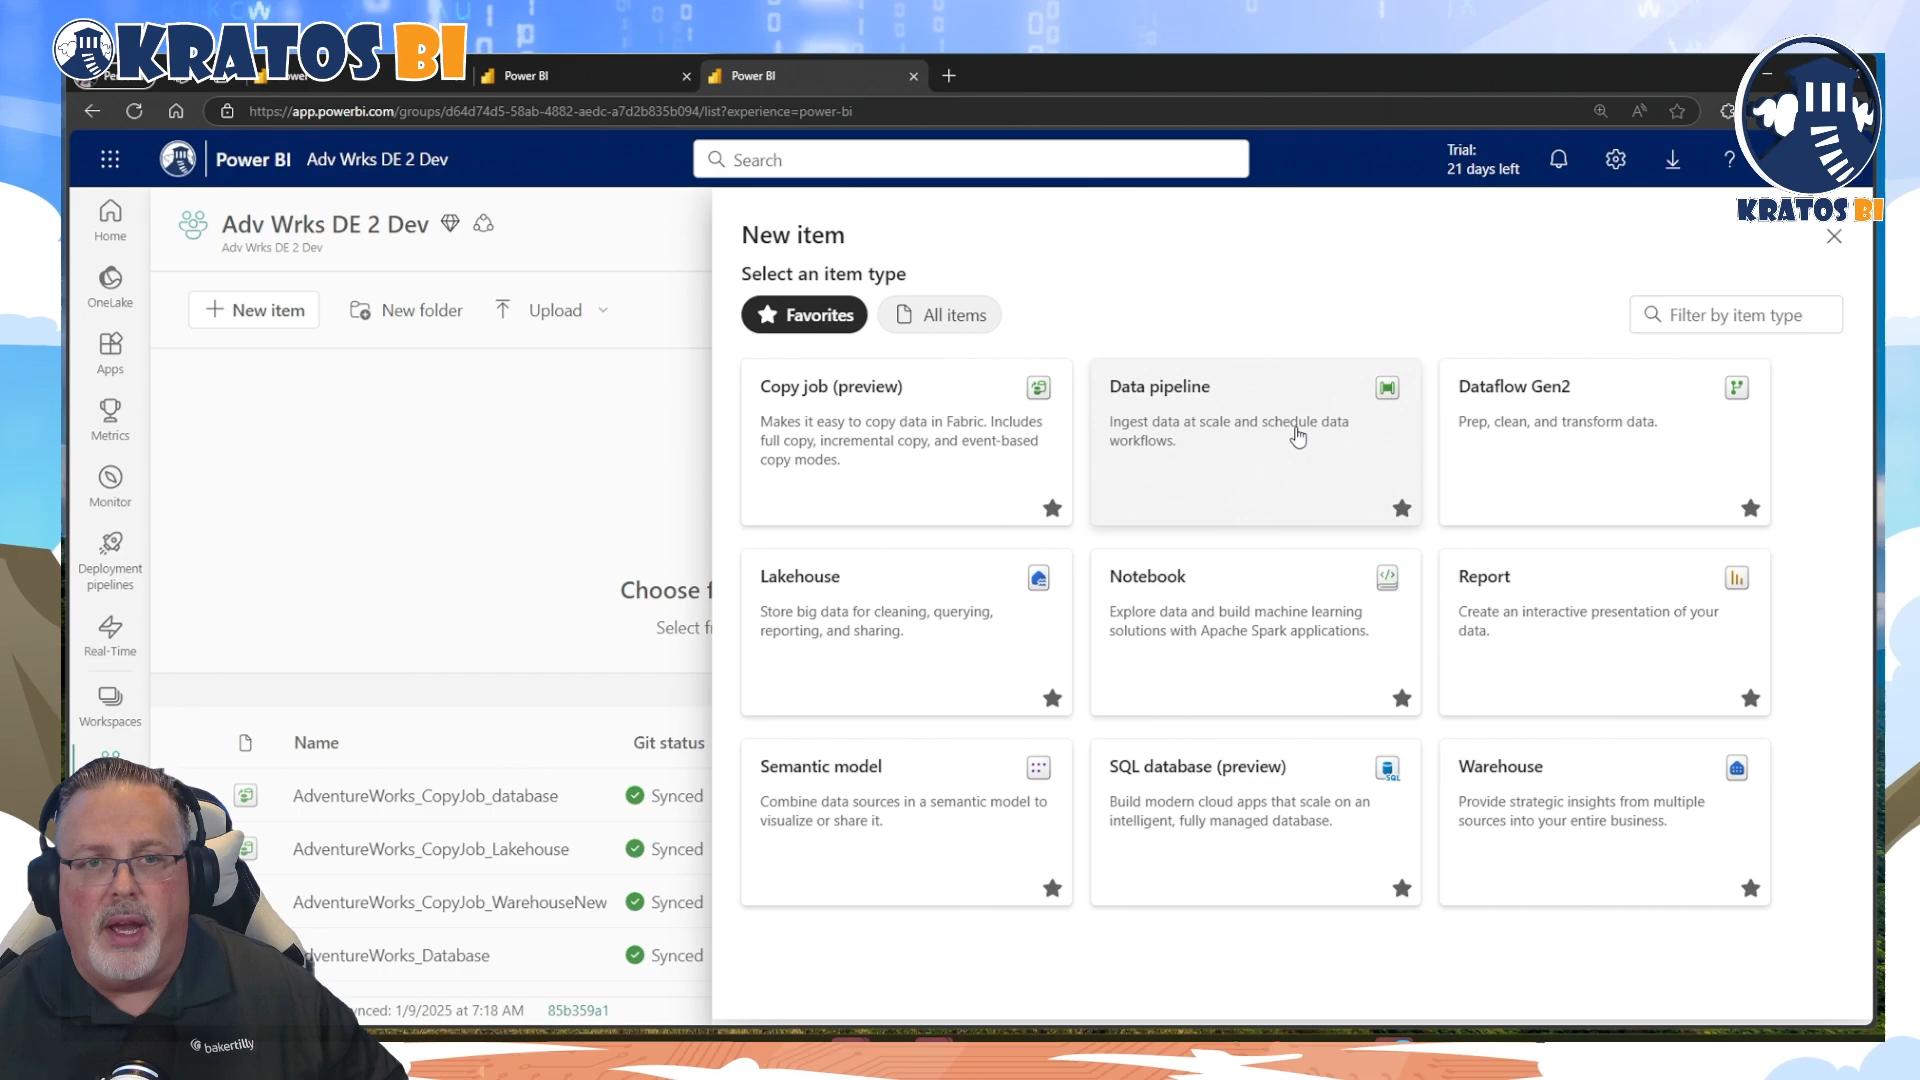 KRATOS BI
Power BI
Power BI
https://app.powerbi.com/groups/d64d74d5-58ab-4882-aedc-a7d2b835b094/list?experience=power-bi
Power BI Adv Wrks DE 2 Dev
Search
Trial:
21 days left
KRATOS BI
Home
OneLake
Apps
Metrics
Monitor
Deployment
pipelines
Real-Time
Workspaces
Adv Wrks DE 2 Dev
Adv Wrks DE 2 Dev
New item
New folder
Upload
Choose
Select
Name
Git status
AdventureWorks_CopyJob_database
Synced
AdventureWorks_CopyJob_Lakehouse
Synced
AdventureWorks_CopyJob_WarehouseNew
Synced
ventureWorks_Database
Synced
nced: 1/9/2025 at 7:18 AM
85b359a1
New item
Select an item type
Favorites
All items
Filter by item type
Copy job (preview)
Makes it easy to copy data in Fabric. Includes
full copy, incremental copy, and event-based
copy modes.
Data pipeline
Ingest data at scale and schedule data
workflows.
Dataflow Gen2
Prep, clean, and transform data.
Lakehouse
Store big data for cleaning, querying,
reporting, and sharing.
Notebook
Explore data and build machine learning
solutions with Apache Spark applications.
Report
Create an interactive presentation of your
data.
Semantic model
Combine data sources in a semantic model to
visualize or share it.
SQL database (preview)
SQL
Build modern cloud apps that scale on an
intelligent, fully managed database.
Warehouse
Provide strategic insights from multiple
sources into your entire business.
bakertilly